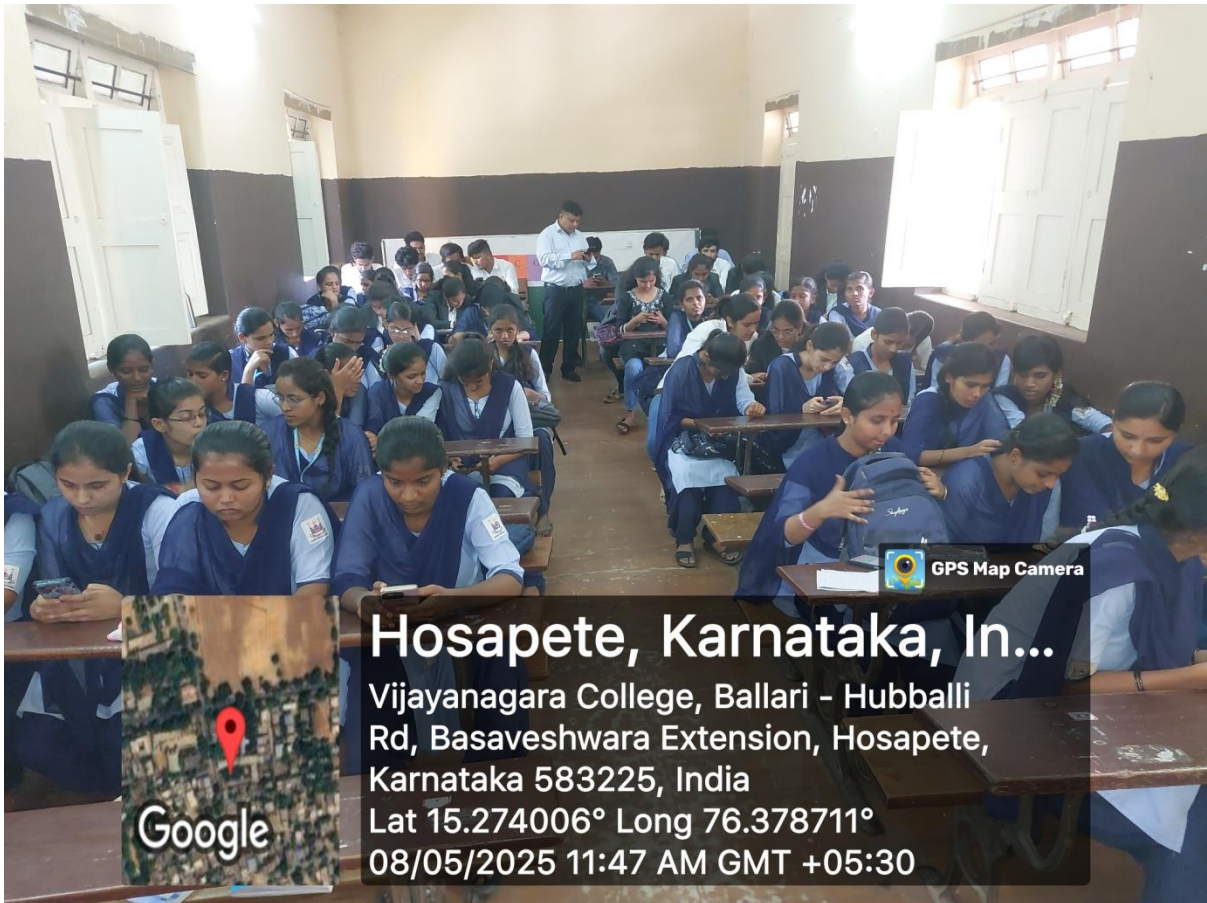 Skybags
GPS Map Camera
Hosapete, Karnataka, In...
Vijayanagara College, Ballari - Hubballi
Rd, Basaveshwara Extension, Hosapete,
Karnataka 583225, India
Lat 15.274006° Long 76.378711°
08/05/2025 11:47 AM GMT +05:30
Google